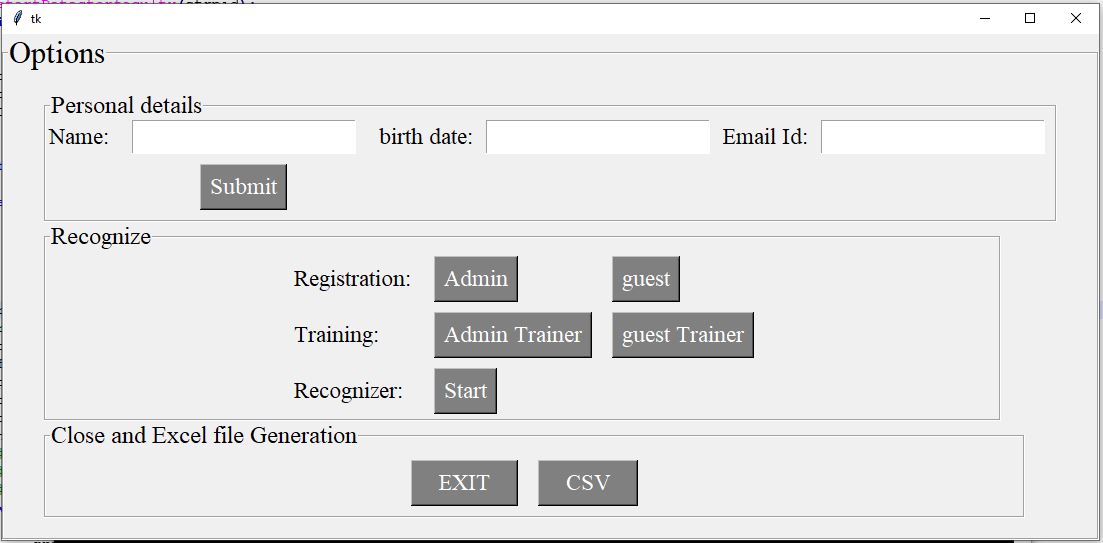 tk
Options
Personal details
Name: birth date: Email Id:
Submit
Recognize
Registration: Admin guest
Training: Admin Trainer guest Trainer
Recognizer: Start
Close and Excel file Generation
EXIT CSV